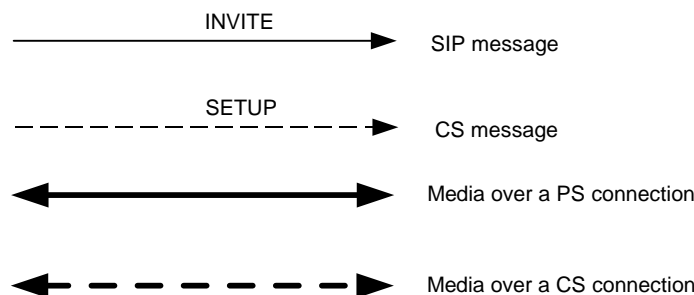 INVITE
SIP message
SETUP
CS message
Media over a PS connection
Media over a CS connection